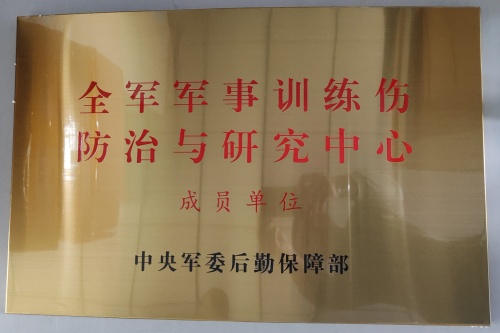 全军军事训练伤
防治与研究中心
成员单位
中央军委后勤保障部